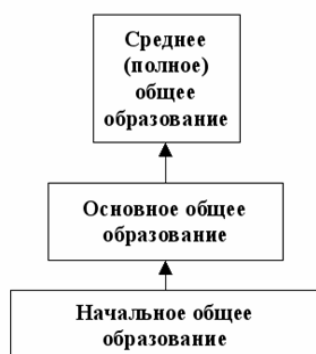 Среднее
(полное)
общее
образование
Основное общее
образование
Начальное общее
образование